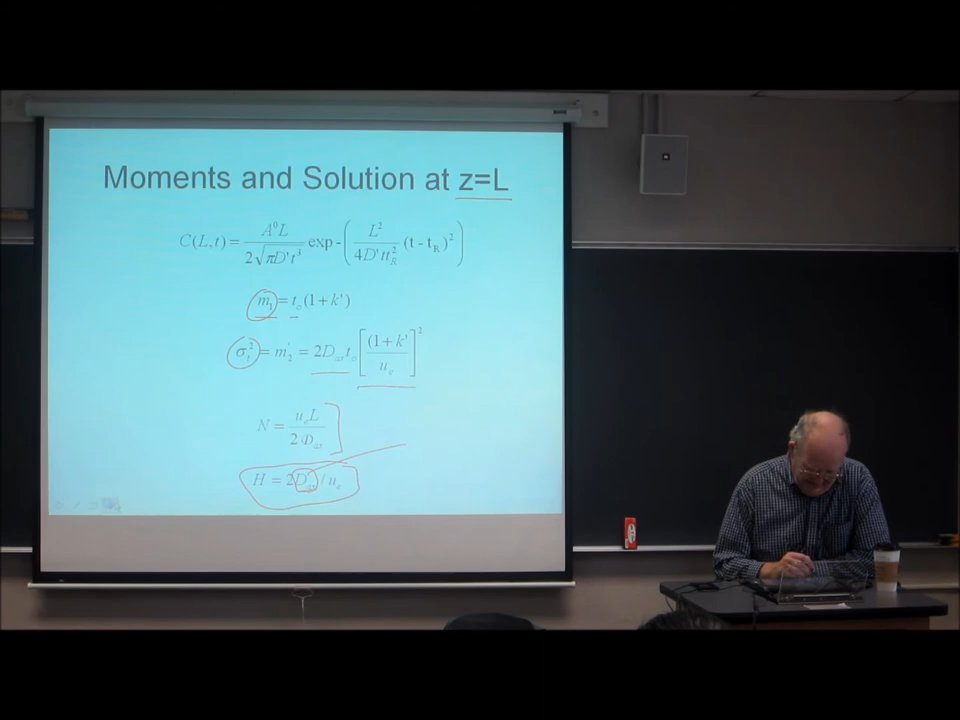 Moments and Solution at z=L
C(L,t) = A⁰L / 2√πD't³ exp -( L² / 4D'tt_R² (t - t_R)² )
m₁ = t₀(1+k')
σ_t² = m₂' = 2D_ax t₀ [ (1+k') / u_e ]²
N = u_e L / 2 D_ax
H = 2D_ax / u_e